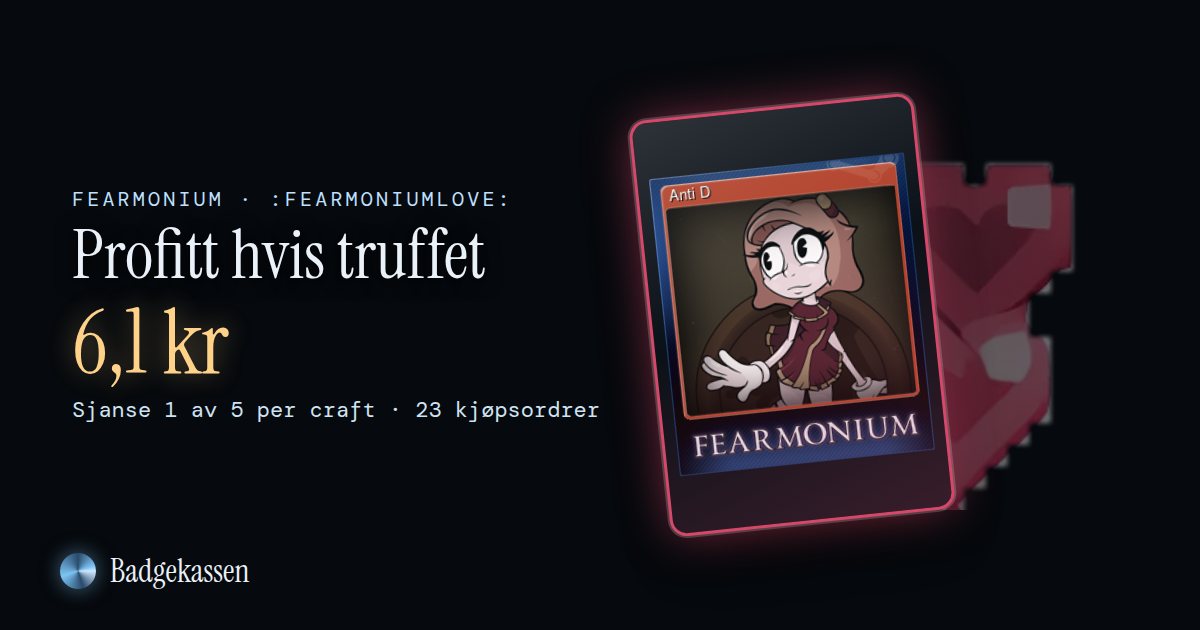 FEARMONIUM · :FEARMONIUMLOVE:
Profitt hvis truffet
6,1 kr
Sjanse 1 av 5 per craft · 23 kjøpsordrer
Anti D
FEARMONIUM
Badgekassen